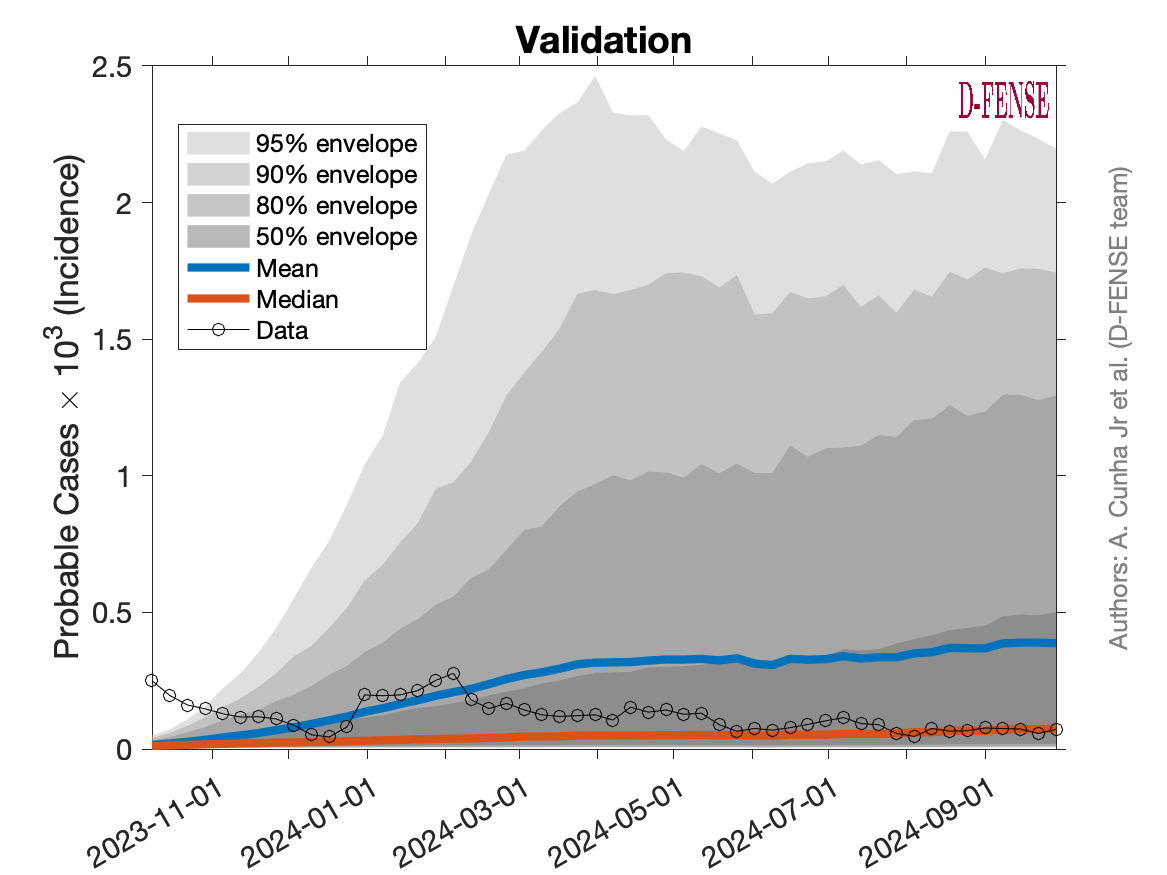 Validation
D-FENSE
2.5
2
1.5
1
0.5
0
Probable Cases × 10³ (Incidence)
95% envelope
90% envelope
80% envelope
50% envelope
Mean
Median
Data
2023-11-01
2024-01-01
2024-03-01
2024-05-01
2024-07-01
2024-09-01
Authors: A. Cunha Jr et al. (D-FENSE team)